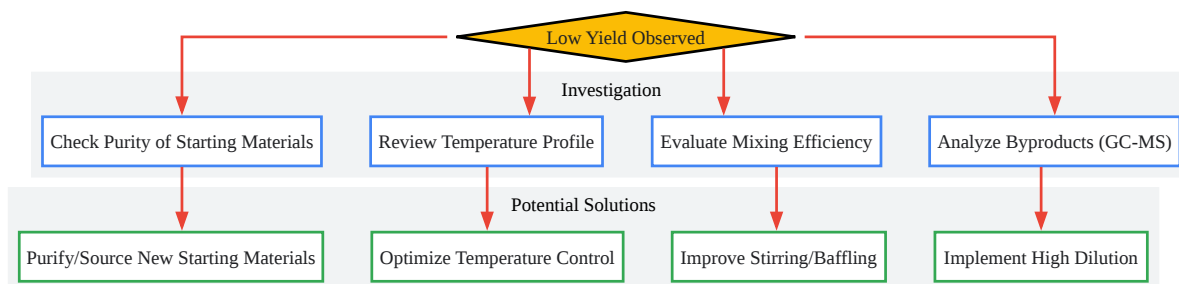 Low Yield Observed
Investigation
Check Purity of Starting Materials
Review Temperature Profile
Evaluate Mixing Efficiency
Analyze Byproducts (GC-MS)
Potential Solutions
Purify/Source New Starting Materials
Optimize Temperature Control
Improve Stirring/Baffling
Implement High Dilution